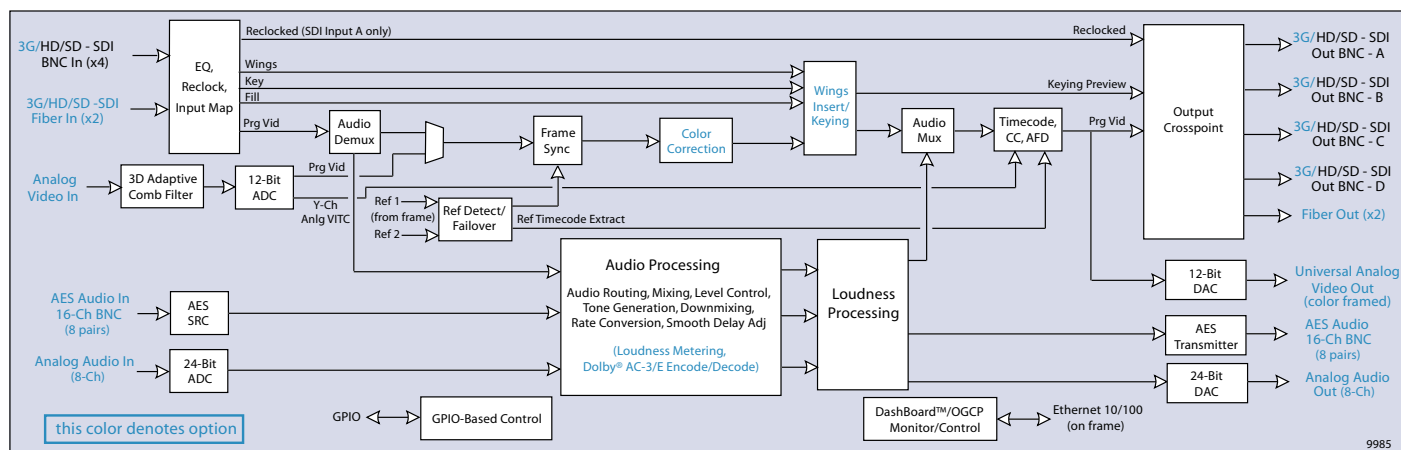 3G/HD/SD - SDI
BNC In (x4)
3G/HD/SD -SDI
Fiber In (x2)
Analog
Video In
AES Audio In
16-Ch BNC
(8 pairs)
Analog Audio In
(8-Ch)
this color denotes option
EQ,
Reclock,
Input Map
3D Adaptive
Comb Filter
12-Bit
ADC
AES
SRC
24-Bit
ADC
Reclocked (SDI Input A only)
Reclocked
Wings
Key
Fill
Prg Vid
Audio
Demux
Prg Vid
Y-Ch
Anlg VITC
Ref 1
(from frame)
Ref 2
Ref Detect/
Failover
Ref Timecode Extract
Frame
Sync
Color
Correction
Wings
Insert/
Keying
Keying Preview
Audio
Mux
Timecode,
CC, AFD
Prg Vid
Output
Crosspoint
Audio Processing
Audio Routing, Mixing, Level Control,
Tone Generation, Downmixing,
Rate Conversion, Smooth Delay Adj
(Loudness Metering,
Dolby® AC-3/E Encode/Decode)
Loudness
Processing
12-Bit
DAC
AES
Transmitter
24-Bit
DAC
GPIO
GPIO-Based Control
DashBoard™/OGCP
Monitor/Control
Ethernet 10/100
(on frame)
3G/HD/SD - SDI
Out BNC - A
3G/HD/SD - SDI
Out BNC - B
3G/HD/SD - SDI
Out BNC - C
3G/HD/SD - SDI
Out BNC - D
Fiber Out (x2)
Universal Analog
Video Out
(color framed)
AES Audio
16-Ch BNC
(8 pairs)
Analog Audio
Out (8-Ch)
9985